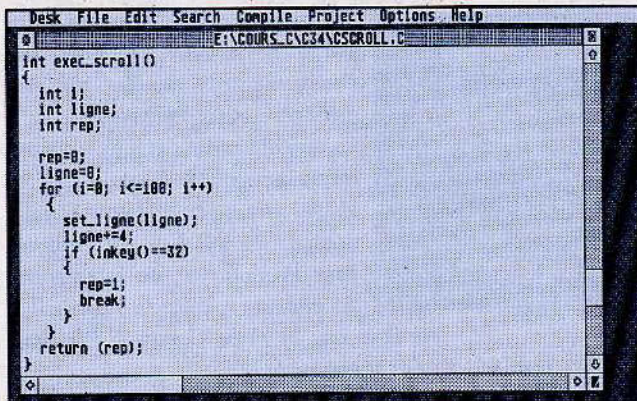 Desk File Edit Search Compile Project Options Help
E:\COURS_C\C34\CSCROLL.C
int exec_scroll()
{
int i;
int ligne;
int rep;
rep=0;
ligne=0;
for (i=0; i<=100; i++)
{
set_ligne(ligne);
ligne+=4;
if (inkey()==32)
{
rep=1;
break;
}
}
return (rep);
}